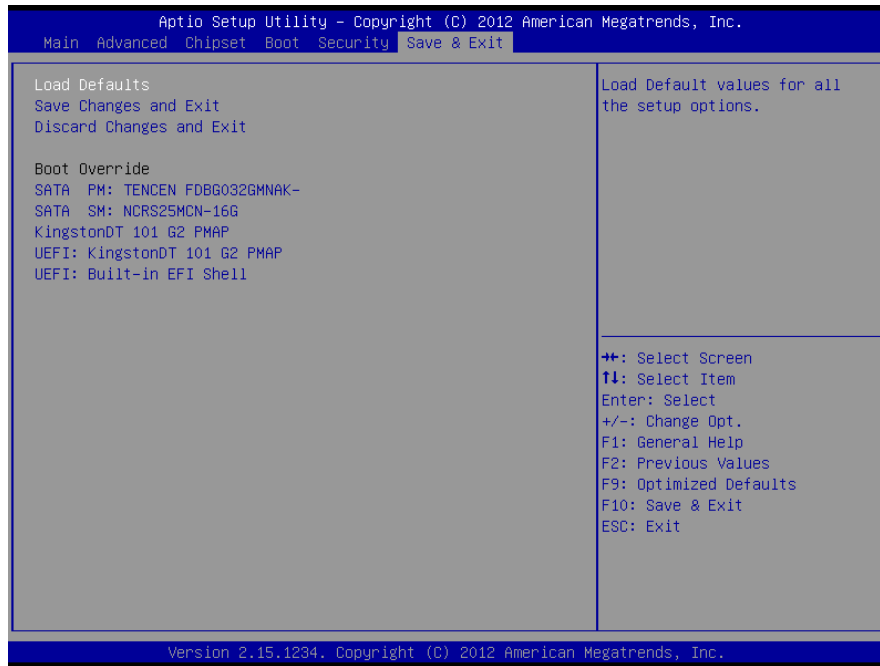 Aptio Setup Utility – Copyright (C) 2012 American Megatrends, Inc.
Main Advanced Chipset Boot Security Save & Exit
Load Defaults
Save Changes and Exit
Discard Changes and Exit
Boot Override
SATA PM: TENCEN FDBG032GMNAK-
SATA SM: NCRS25MCN-16G
KingstonDT 101 G2 PMAP
UEFI: KingstonDT 101 G2 PMAP
UEFI: Built-in EFI Shell
Load Default values for all
the setup options.
→←: Select Screen
↑↓: Select Item
Enter: Select
+/-: Change Opt.
F1: General Help
F2: Previous Values
F9: Optimized Defaults
F10: Save & Exit
ESC: Exit
Version 2.15.1234. Copyright (C) 2012 American Megatrends, Inc.